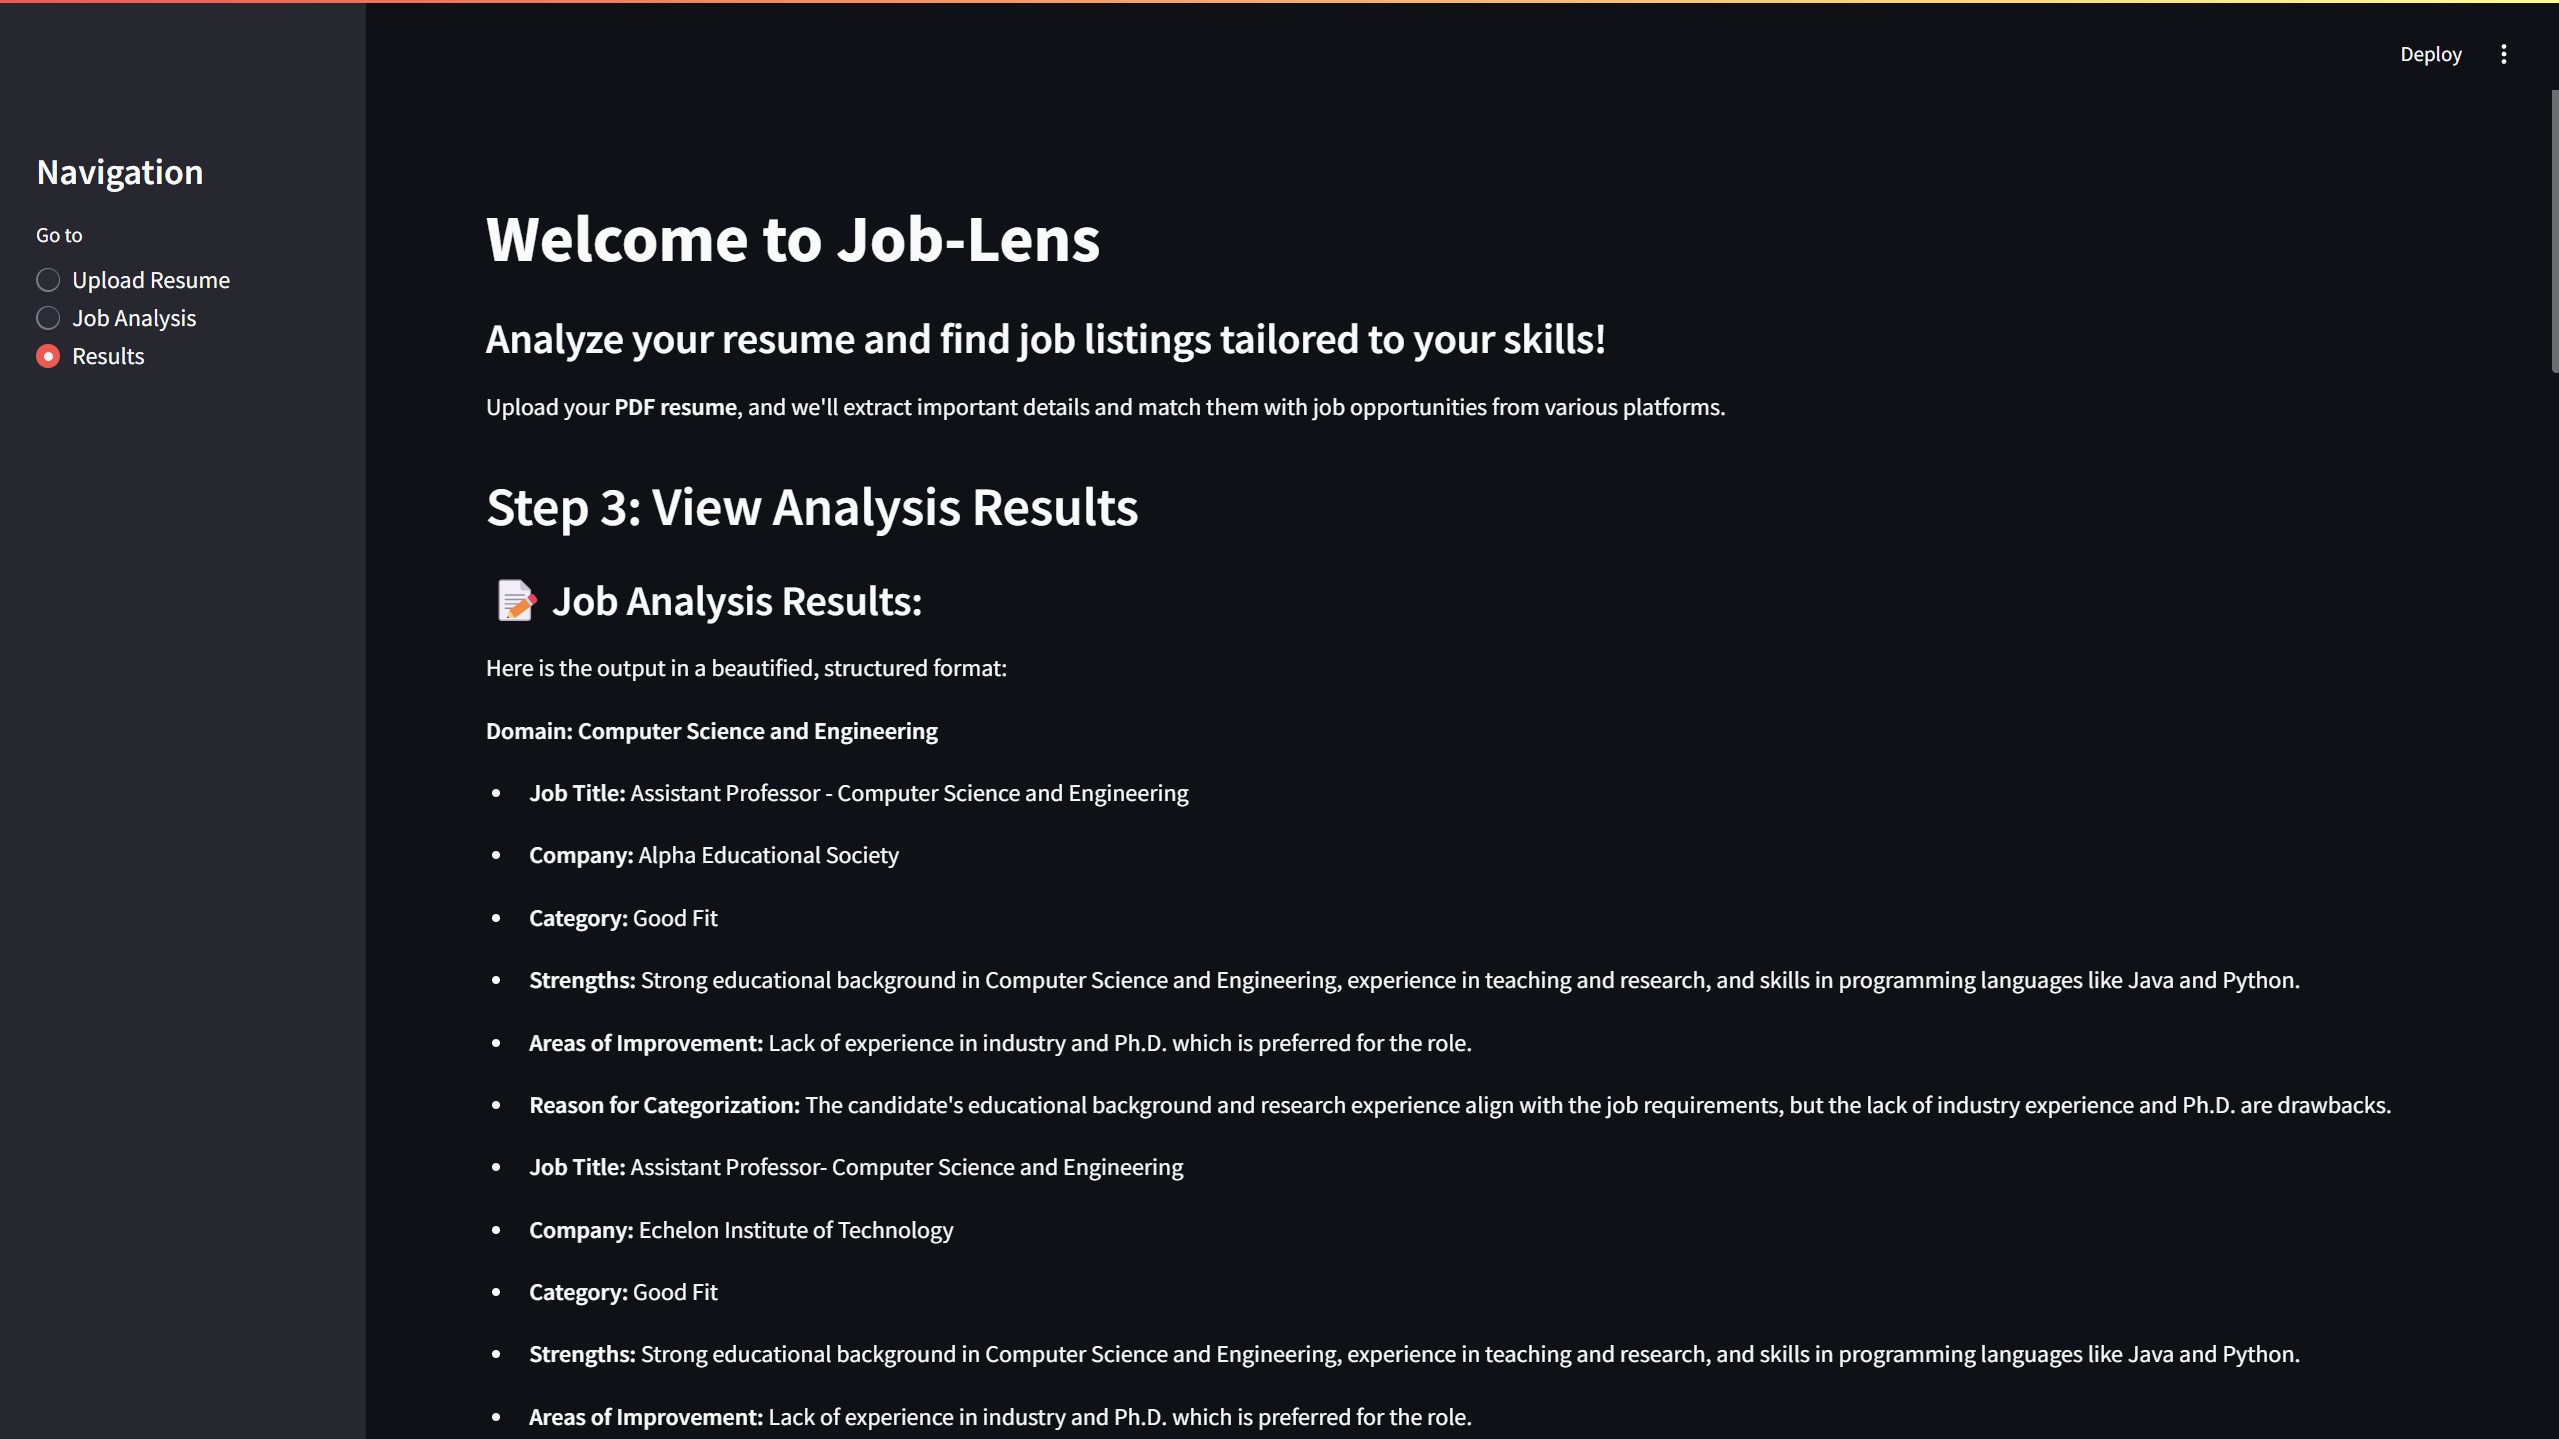 Deploy
Navigation
Go to
Upload Resume
Job Analysis
Results
Welcome to Job-Lens
Analyze your resume and find job listings tailored to your skills!
Upload your PDF resume, and we'll extract important details and match them with job opportunities from various platforms.
Step 3: View Analysis Results
📝 Job Analysis Results:
Here is the output in a beautified, structured format:
Domain: Computer Science and Engineering
• Job Title: Assistant Professor - Computer Science and Engineering
• Company: Alpha Educational Society
• Category: Good Fit
• Strengths: Strong educational background in Computer Science and Engineering, experience in teaching and research, and skills in programming languages like Java and Python.
• Areas of Improvement: Lack of experience in industry and Ph.D. which is preferred for the role.
• Reason for Categorization: The candidate's educational background and research experience align with the job requirements, but the lack of industry experience and Ph.D. are drawbacks.
• Job Title: Assistant Professor- Computer Science and Engineering
• Company: Echelon Institute of Technology
• Category: Good Fit
• Strengths: Strong educational background in Computer Science and Engineering, experience in teaching and research, and skills in programming languages like Java and Python.
• Areas of Improvement: Lack of experience in industry and Ph.D. which is preferred for the role.